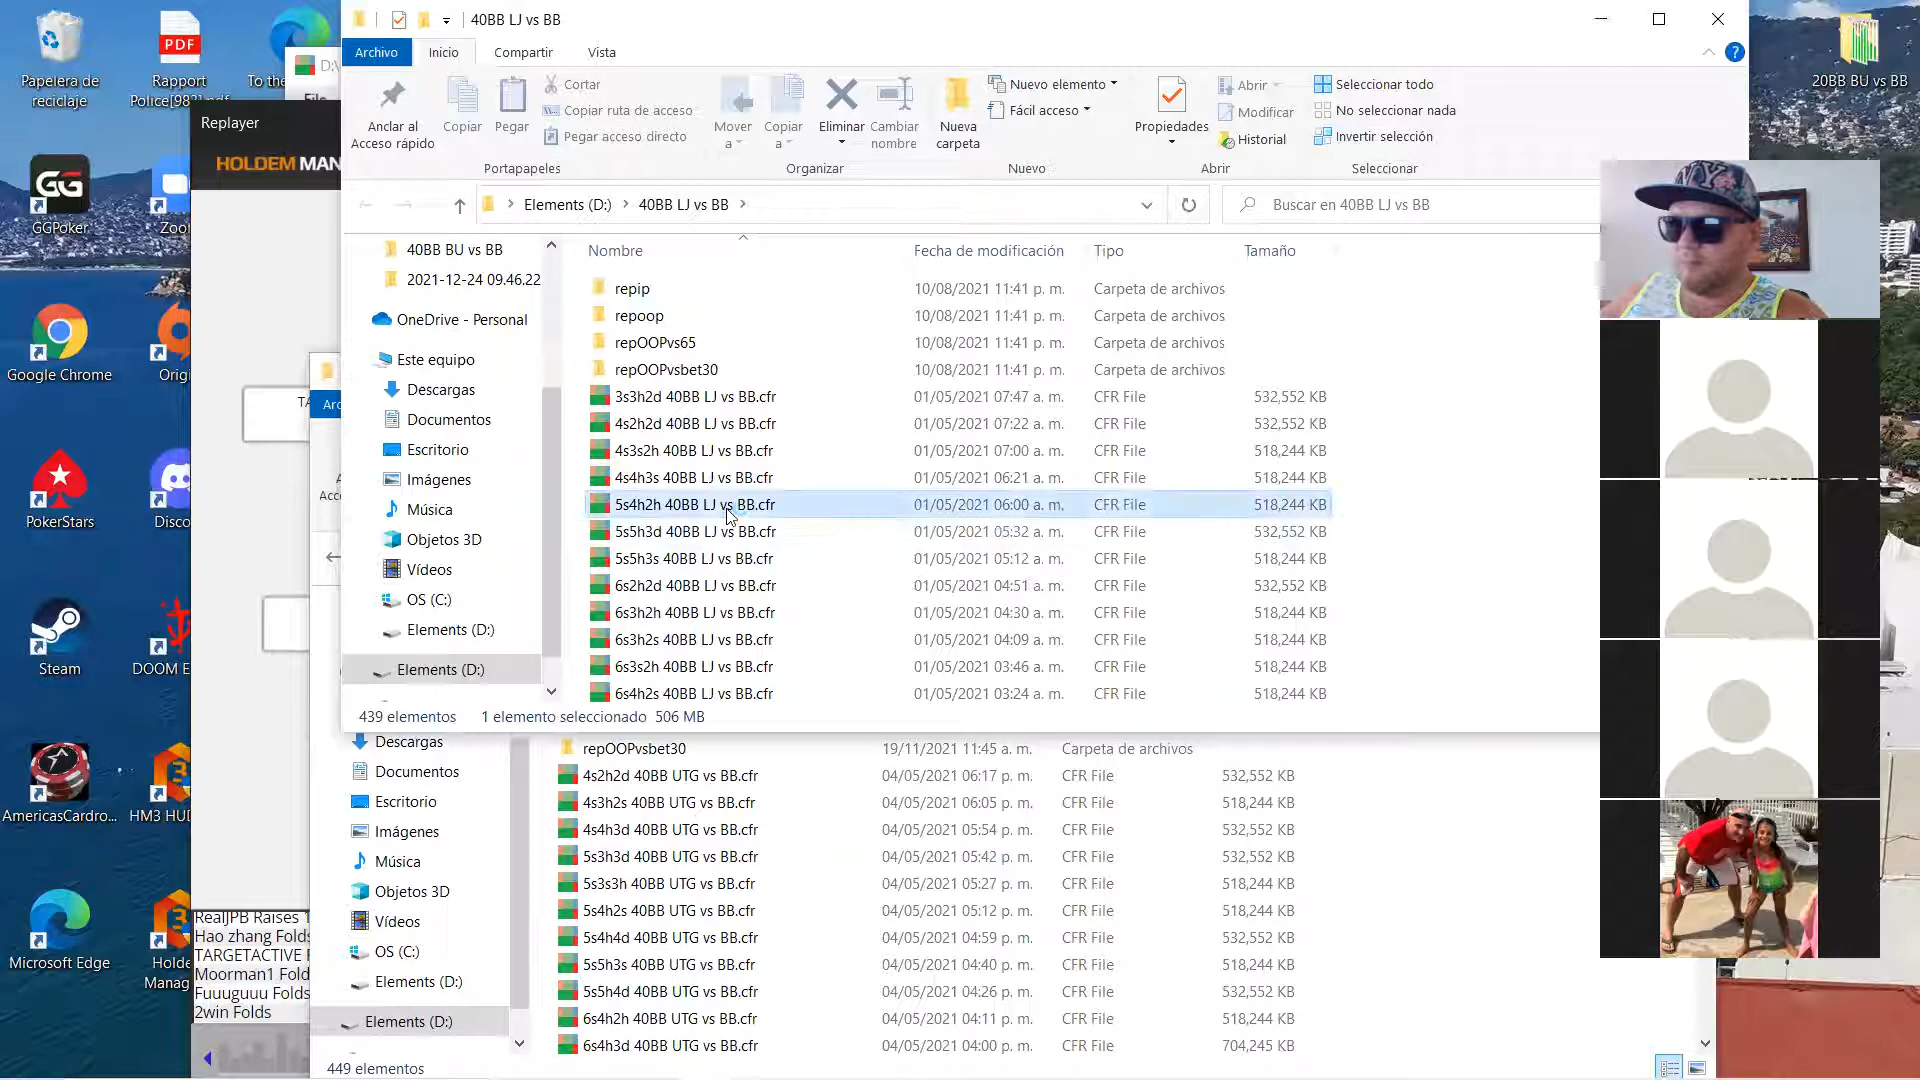 40BB LJ vs BB
Archivo
Inicio
Compartir
Vista
Anclar al
Acceso rápido
Copiar
Pegar
Cortar
Copiar ruta de acceso
Pegar acceso directo
Portapapeles
Mover
a
Copiar
a
Eliminar
Cambiar
nombre
Organizar
Nueva
carpeta
Nuevo elemento
Fácil acceso
Nuevo
Propiedades
Abrir
Modificar
Historial
Abrir
Seleccionar todo
No seleccionar nada
Invertir selección
Seleccionar
Elements (D:)
40BB LJ vs BB
Buscar en 40BB LJ vs BB
40BB BU vs BB
2021-12-24 09.46.22
OneDrive - Personal
Este equipo
Descargas
Documentos
Escritorio
Imágenes
Música
Objetos 3D
Vídeos
OS (C:)
Elements (D:)
Elements (D:)
Nombre Fecha de modificación Tipo Tamaño
repip 10/08/2021 11:41 p. m. Carpeta de archivos
repoop 10/08/2021 11:41 p. m. Carpeta de archivos
repOOPvs65 10/08/2021 11:41 p. m. Carpeta de archivos
repOOPvsbet30 10/08/2021 11:41 p. m. Carpeta de archivos
3s3h2d 40BB LJ vs BB.cfr 01/05/2021 07:47 a. m. CFR File 532,552 KB
4s2h2d 40BB LJ vs BB.cfr 01/05/2021 07:22 a. m. CFR File 532,552 KB
4s3s2h 40BB LJ vs BB.cfr 01/05/2021 07:00 a. m. CFR File 518,244 KB
4s4h3s 40BB LJ vs BB.cfr 01/05/2021 06:21 a. m. CFR File 518,244 KB
5s4h2h 40BB LJ vs BB.cfr 01/05/2021 06:00 a. m. CFR File 518,244 KB
5s5h3d 40BB LJ vs BB.cfr 01/05/2021 05:32 a. m. CFR File 532,552 KB
5s5h3s 40BB LJ vs BB.cfr 01/05/2021 05:12 a. m. CFR File 518,244 KB
6s2h2d 40BB LJ vs BB.cfr 01/05/2021 04:51 a. m. CFR File 532,552 KB
6s3h2h 40BB LJ vs BB.cfr 01/05/2021 04:30 a. m. CFR File 518,244 KB
6s3h2s 40BB LJ vs BB.cfr 01/05/2021 04:09 a. m. CFR File 518,244 KB
6s3s2h 40BB LJ vs BB.cfr 01/05/2021 03:46 a. m. CFR File 518,244 KB
6s4h2s 40BB LJ vs BB.cfr 01/05/2021 03:24 a. m. CFR File 518,244 KB
439 elementos 1 elemento seleccionado 506 MB
Descargas
Documentos
Escritorio
Imágenes
Música
Objetos 3D
Vídeos
OS (C:)
Elements (D:)
Elements (D:)
repOOPvsbet30 19/11/2021 11:45 a. m. Carpeta de archivos
4s2h2d 40BB UTG vs BB.cfr 04/05/2021 06:17 p. m. CFR File 532,552 KB
4s3h2s 40BB UTG vs BB.cfr 04/05/2021 06:05 p. m. CFR File 518,244 KB
4s4h3d 40BB UTG vs BB.cfr 04/05/2021 05:54 p. m. CFR File 532,552 KB
5s3h3d 40BB UTG vs BB.cfr 04/05/2021 05:42 p. m. CFR File 532,552 KB
5s3s3h 40BB UTG vs BB.cfr 04/05/2021 05:27 p. m. CFR File 518,244 KB
5s4h2s 40BB UTG vs BB.cfr 04/05/2021 05:12 p. m. CFR File 518,244 KB
5s4h4d 40BB UTG vs BB.cfr 04/05/2021 04:59 p. m. CFR File 532,552 KB
5s5h3s 40BB UTG vs BB.cfr 04/05/2021 04:40 p. m. CFR File 518,244 KB
5s5h4d 40BB UTG vs BB.cfr 04/05/2021 04:26 p. m. CFR File 532,552 KB
6s4h2h 40BB UTG vs BB.cfr 04/05/2021 04:11 p. m. CFR File 518,244 KB
6s4h3d 40BB UTG vs BB.cfr 04/05/2021 04:00 p. m. CFR File 704,245 KB
449 elementos
Papelera de
reciclaje
Rapport
To the
GG
GGPoker
Zoo
Google Chrome
Origi
PokerStars
Disco
Steam
DOOM E
AmericasCardro...
HM3 HUD
Microsoft Edge
Holde
Manag
20BB BU vs BB
PDF
D:\
File
Replayer
HOLDEM MAN
RealJPB Raises 1
Hao zhang Folds
TARGETACTIVE
Moorman1 Fold
Fuuuguuu Folds
2win Folds